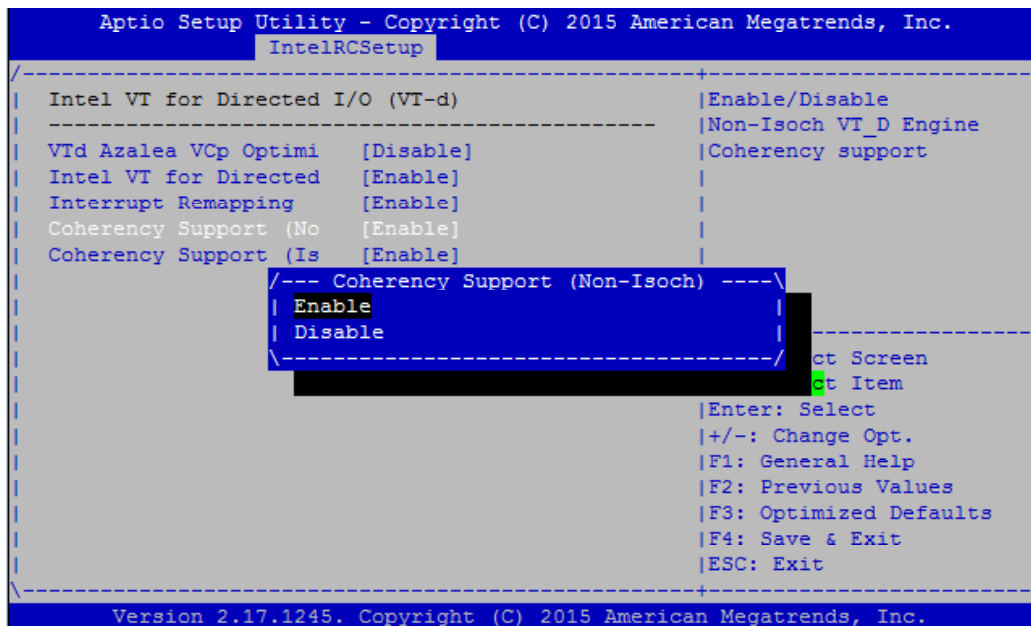 Aptio Setup Utility - Copyright (C) 2015 American Megatrends, Inc.
IntelRCSetup
Intel VT for Directed I/O (VT-d)
Enable/Disable
Non-Isoch VT_D Engine
VTd Azalea VCp Optimi [Disable]
Coherency support
Intel VT for Directed [Enable]
Interrupt Remapping [Enable]
Coherency Support (No [Enable]
Coherency Support (Is [Enable]
/--- Coherency Support (Non-Isoch) ----\
Enable
Disable
ct Screen
ct Item
Enter: Select
+/-: Change Opt.
F1: General Help
F2: Previous Values
F3: Optimized Defaults
F4: Save & Exit
ESC: Exit
Version 2.17.1245. Copyright (C) 2015 American Megatrends, Inc.